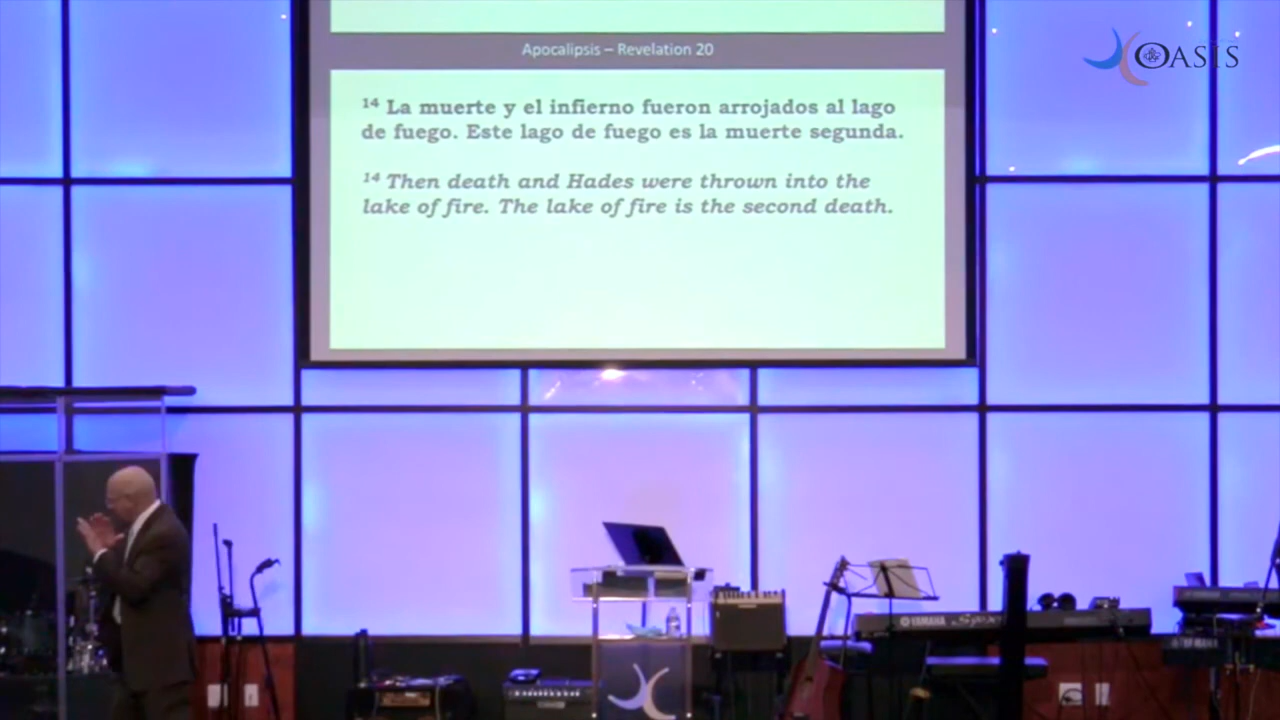 Apocalipsis – Revelation 20
OASIS
14 La muerte y el infierno fueron arrojados al lago
de fuego. Este lago de fuego es la muerte segunda.
14 Then death and Hades were thrown into the
lake of fire. The lake of fire is the second death.
YAMAHA